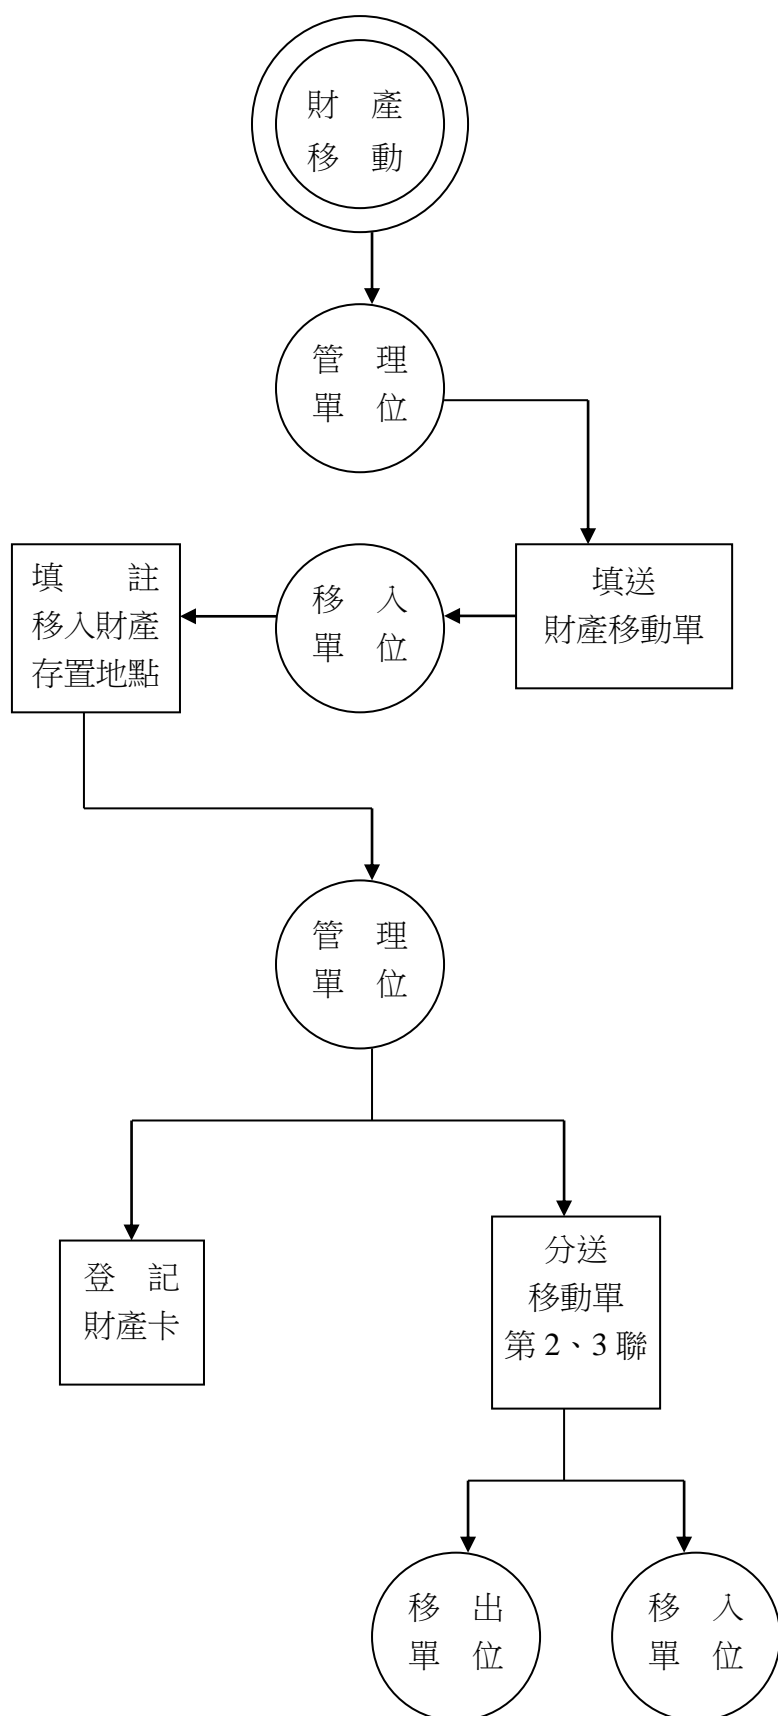 財　產
移　動
管　理
單　位
填送
財產移動單
移　入
單　位
填　　註
移入財產
存置地點
管　理
單　位
登　記
財產卡
分送
移動單
第 2、3 聯
移　出
單　位
移　入
單　位